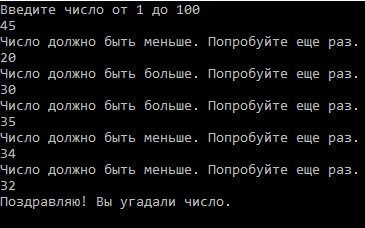 Введите число от 1 до 100
45
Число должно быть меньше. Попробуйте еще раз.
20
Число должно быть больше. Попробуйте еще раз.
30
Число должно быть больше. Попробуйте еще раз.
35
Число должно быть меньше. Попробуйте еще раз.
34
Число должно быть меньше. Попробуйте еще раз.
32
Поздравляю! Вы угадали число.